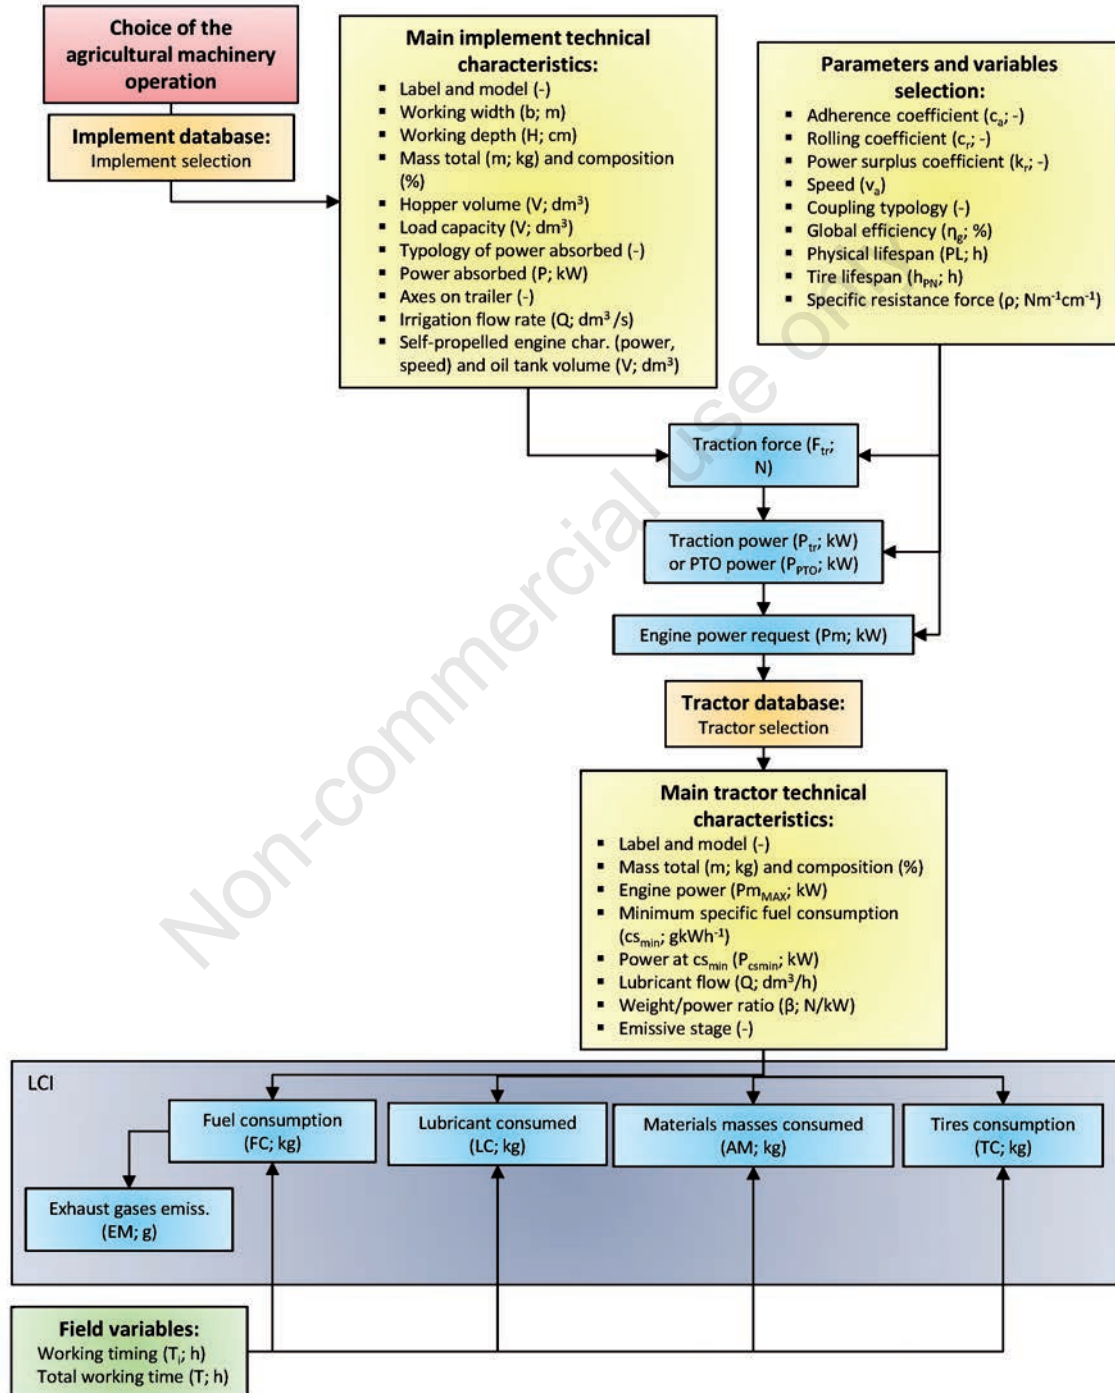 Choice of the
agricultural machinery
operation
Implement database:
Implement selection
Main implement technical
characteristics:
▪ Label and model (-)
▪ Working width (b; m)
▪ Working depth (H; cm)
▪ Mass total (m; kg) and composition
(%)
▪ Hopper volume (V; dm³)
▪ Load capacity (V; dm³)
▪ Typology of power absorbed (-)
▪ Power absorbed (P; kW)
▪ Axes on trailer (-)
▪ Irrigation flow rate (Q; dm³/s)
▪ Self-propelled engine char. (power,
speed) and oil tank volume (V; dm³)
Parameters and variables
selection:
▪ Adherence coefficient (cₐ; -)
▪ Rolling coefficient (cᵣ; -)
▪ Power surplus coefficient (kᵣ; -)
▪ Speed (vₐ)
▪ Coupling typology (-)
▪ Global efficiency (η_g; %)
▪ Physical lifespan (PL; h)
▪ Tire lifespan (h_PN; h)
▪ Specific resistance force (ρ; Nm⁻¹cm⁻¹)
Traction force (F_tr;
N)
Traction power (P_tr; kW)
or PTO power (P_PTO; kW)
Engine power request (Pm; kW)
Tractor database:
Tractor selection
Main tractor technical
characteristics:
▪ Label and model (-)
▪ Mass total (m; kg) and composition (%)
▪ Engine power (Pm_MAX; kW)
▪ Minimum specific fuel consumption
(cs_min; gkWh⁻¹)
▪ Power at cs_min (P_csmin; kW)
▪ Lubricant flow (Q; dm³/h)
▪ Weight/power ratio (β; N/kW)
▪ Emissive stage (-)
LCI
Fuel consumption
(FC; kg)
Lubricant consumed
(LC; kg)
Materials masses consumed
(AM; kg)
Tires consumption
(TC; kg)
Exhaust gases emiss.
(EM; g)
Field variables:
Working timing (Tᵢ; h)
Total working time (T; h)
Non-commercial use only